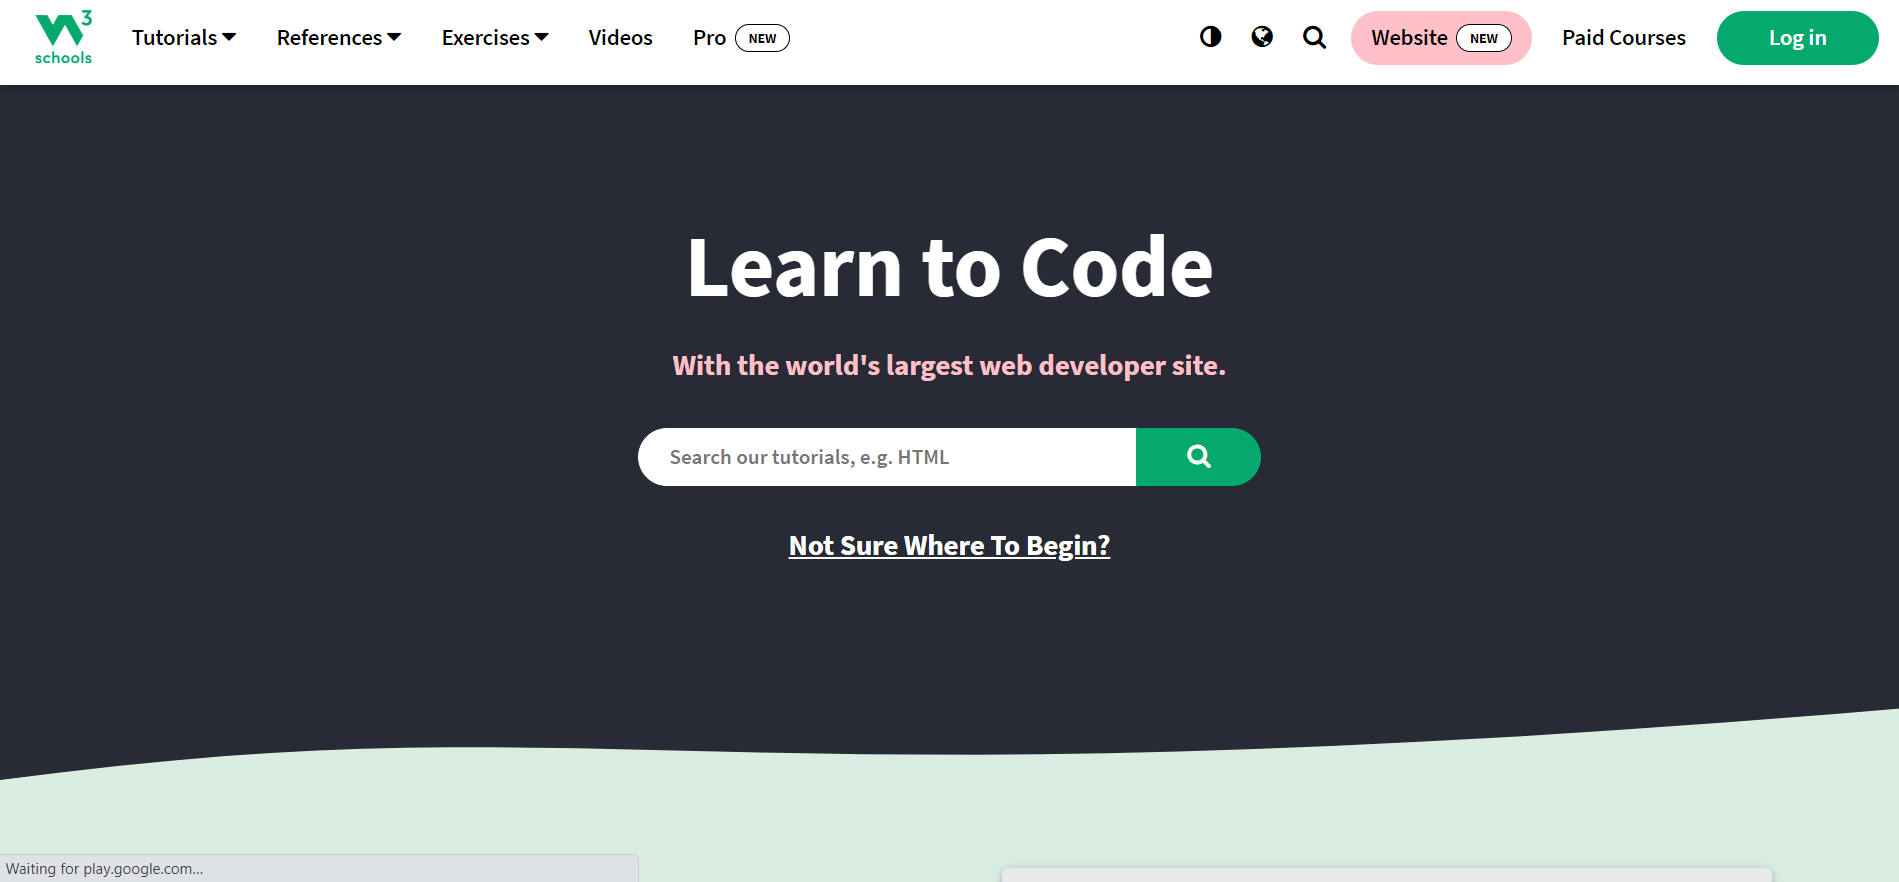 W3
schools
Tutorials
References
Exercises
Videos
Pro NEW
Website NEW
Paid Courses
Log in
Learn to Code
With the world's largest web developer site.
Search our tutorials, e.g. HTML
Not Sure Where To Begin?
Waiting for play.google.com...